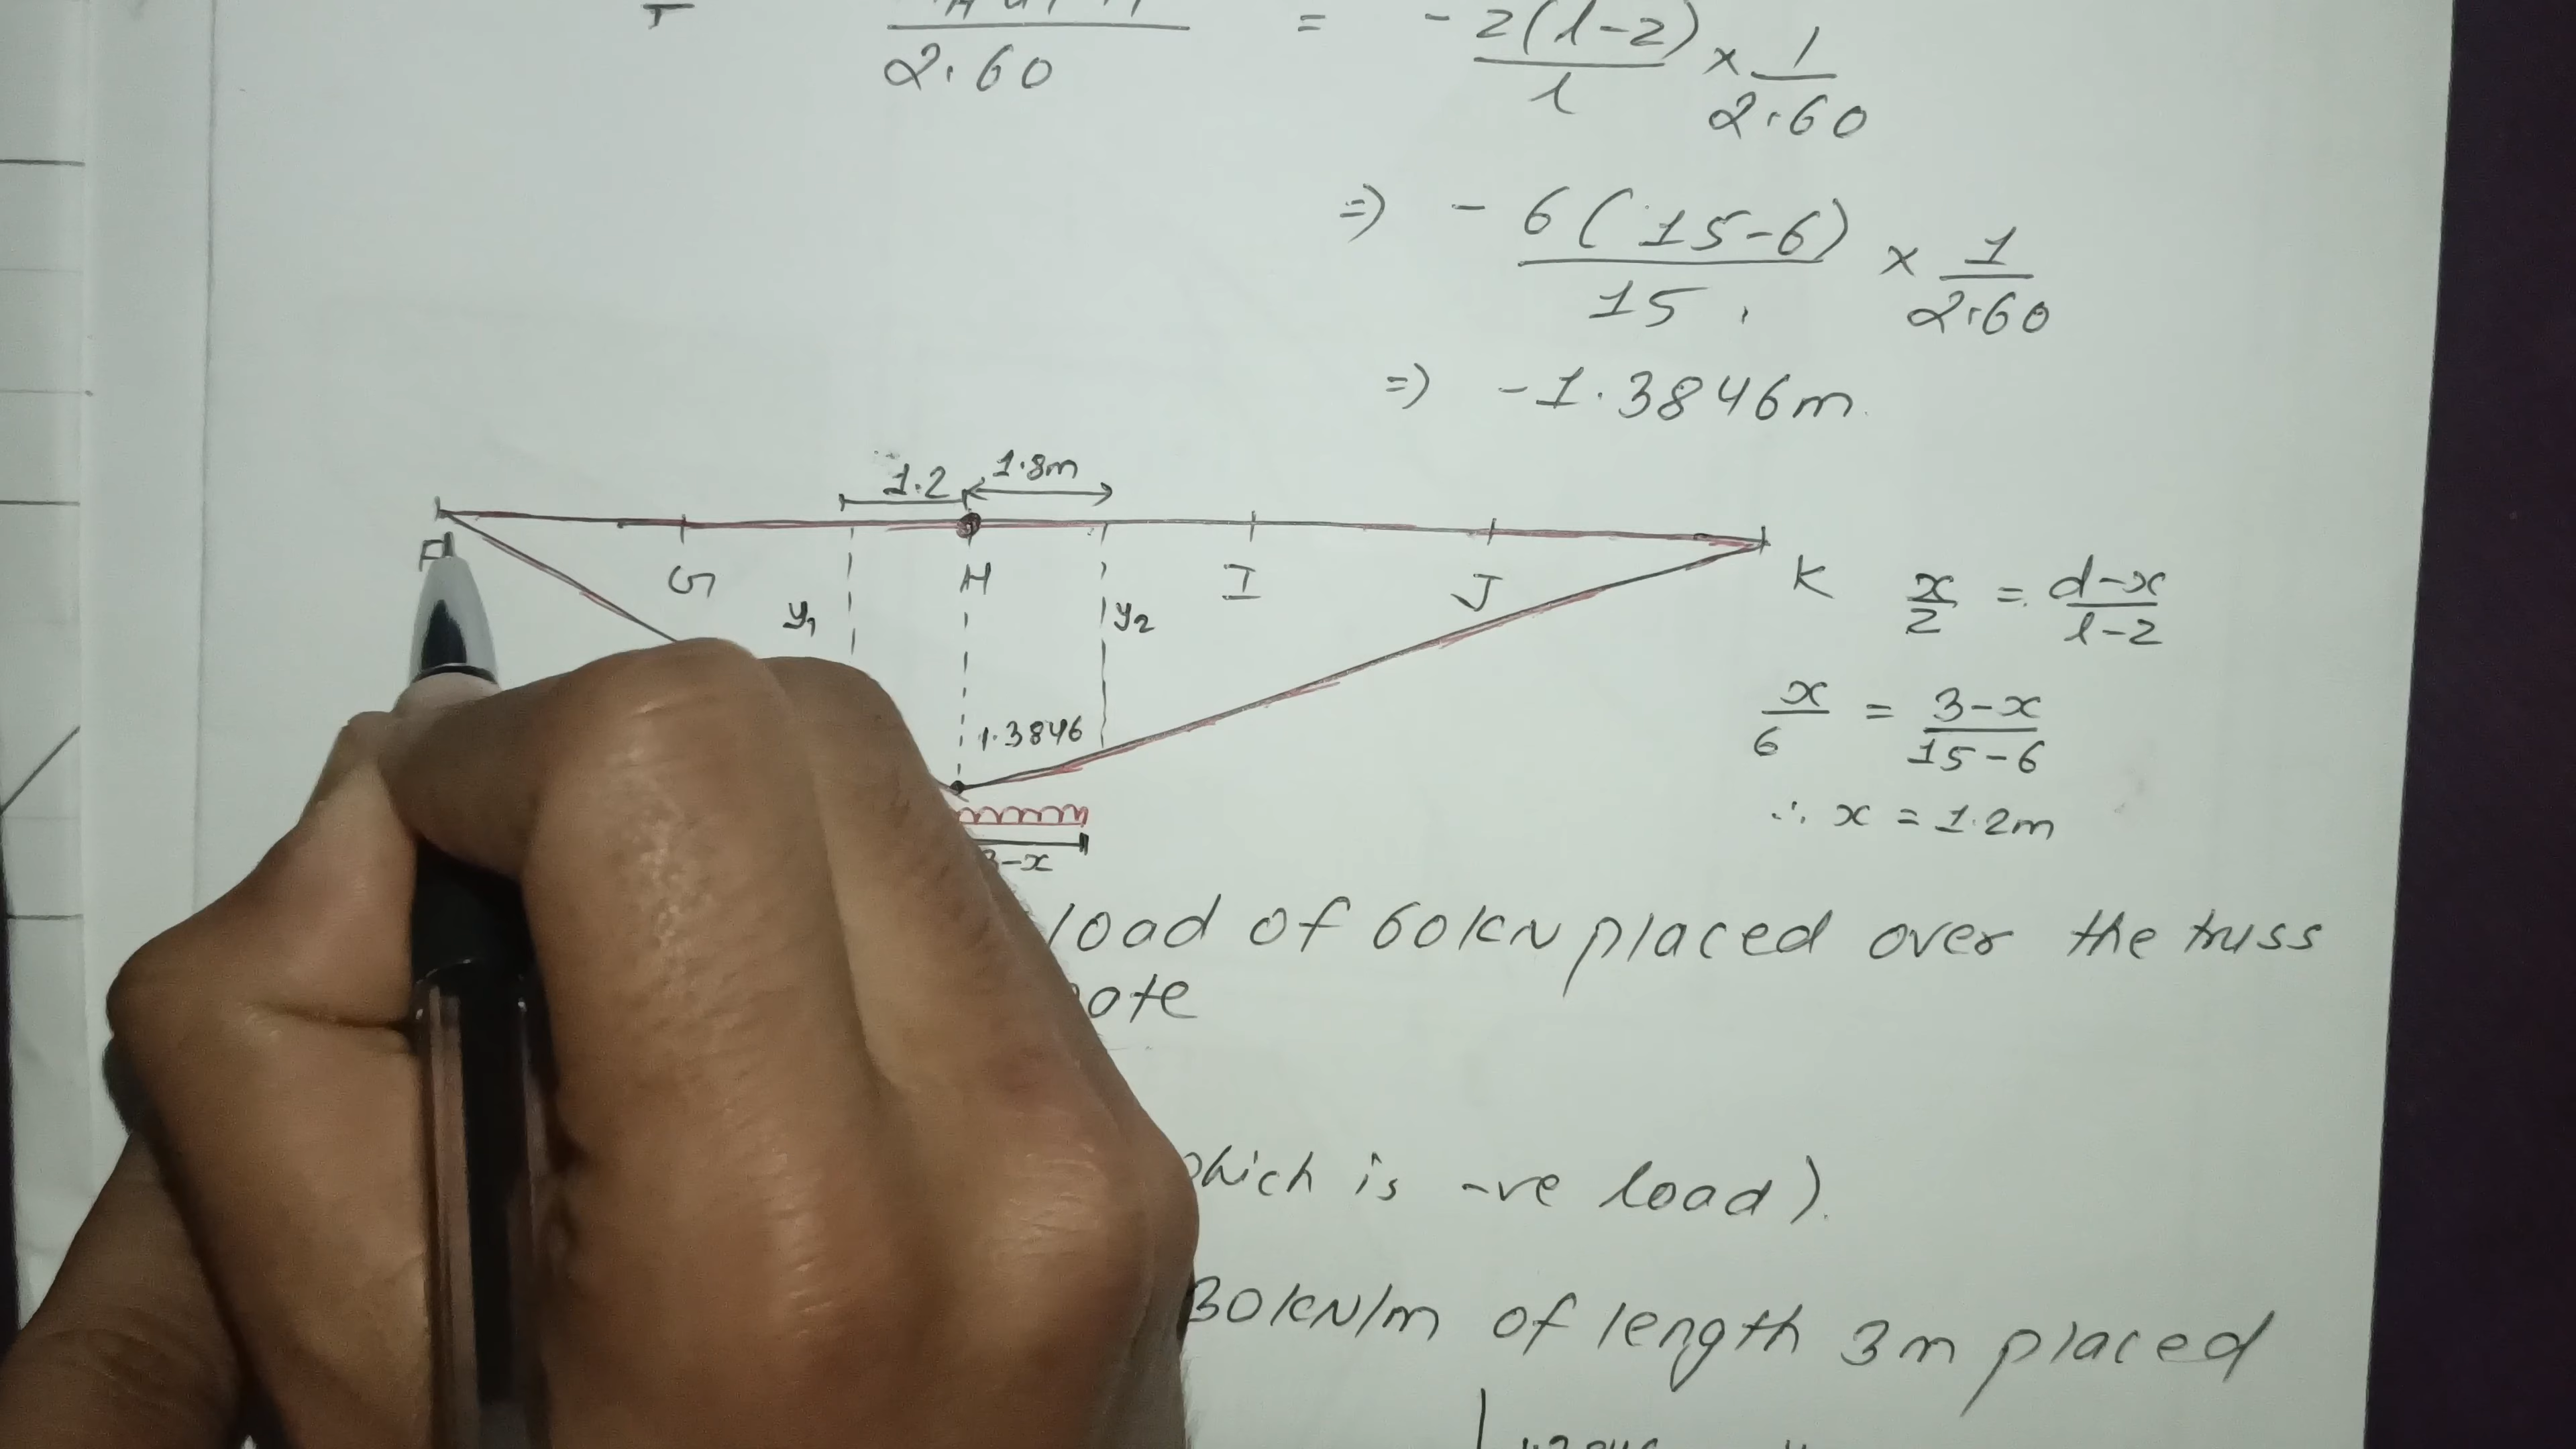 2.60 = -z(l-z)/l × 1/2.60
=) - 6(15-6)/15 × 1/2.60
=) -1.3846m
1.2 1.8m
F G H I J K
y1 y2
1.3846
3-x
x/z = d-x/l-z
x/6 = 3-x/15-6
∴ x = 1.2m
load of 60kN placed over the truss
which is -ve load).
30kN/m of length 3m placed